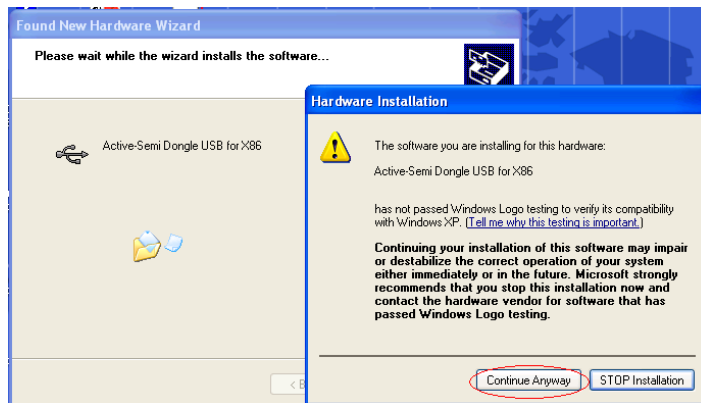 Found New Hardware Wizard
Please wait while the wizard installs the software...
Active-Semi Dongle USB for X86
< B
Hardware Installation
The software you are installing for this hardware:
Active-Semi Dongle USB for X86
has not passed Windows Logo testing to verify its compatibility
with Windows XP. (Tell me why this testing is important.)
Continuing your installation of this software may impair
or destabilize the correct operation of your system
either immediately or in the future. Microsoft strongly
recommends that you stop this installation now and
contact the hardware vendor for software that has
passed Windows Logo testing.
Continue Anyway
STOP Installation